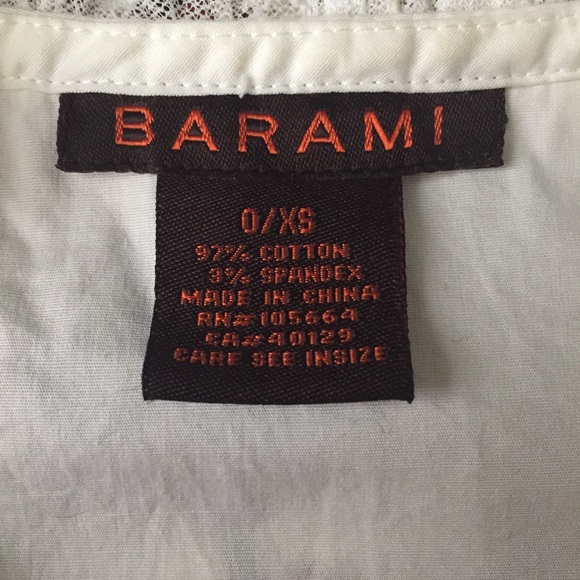 BARAMI
0/XS
97% COTTON
3% SPANDEX
MADE IN CHINA
RN#105664
CA#40129
CARE SEE INSIZE